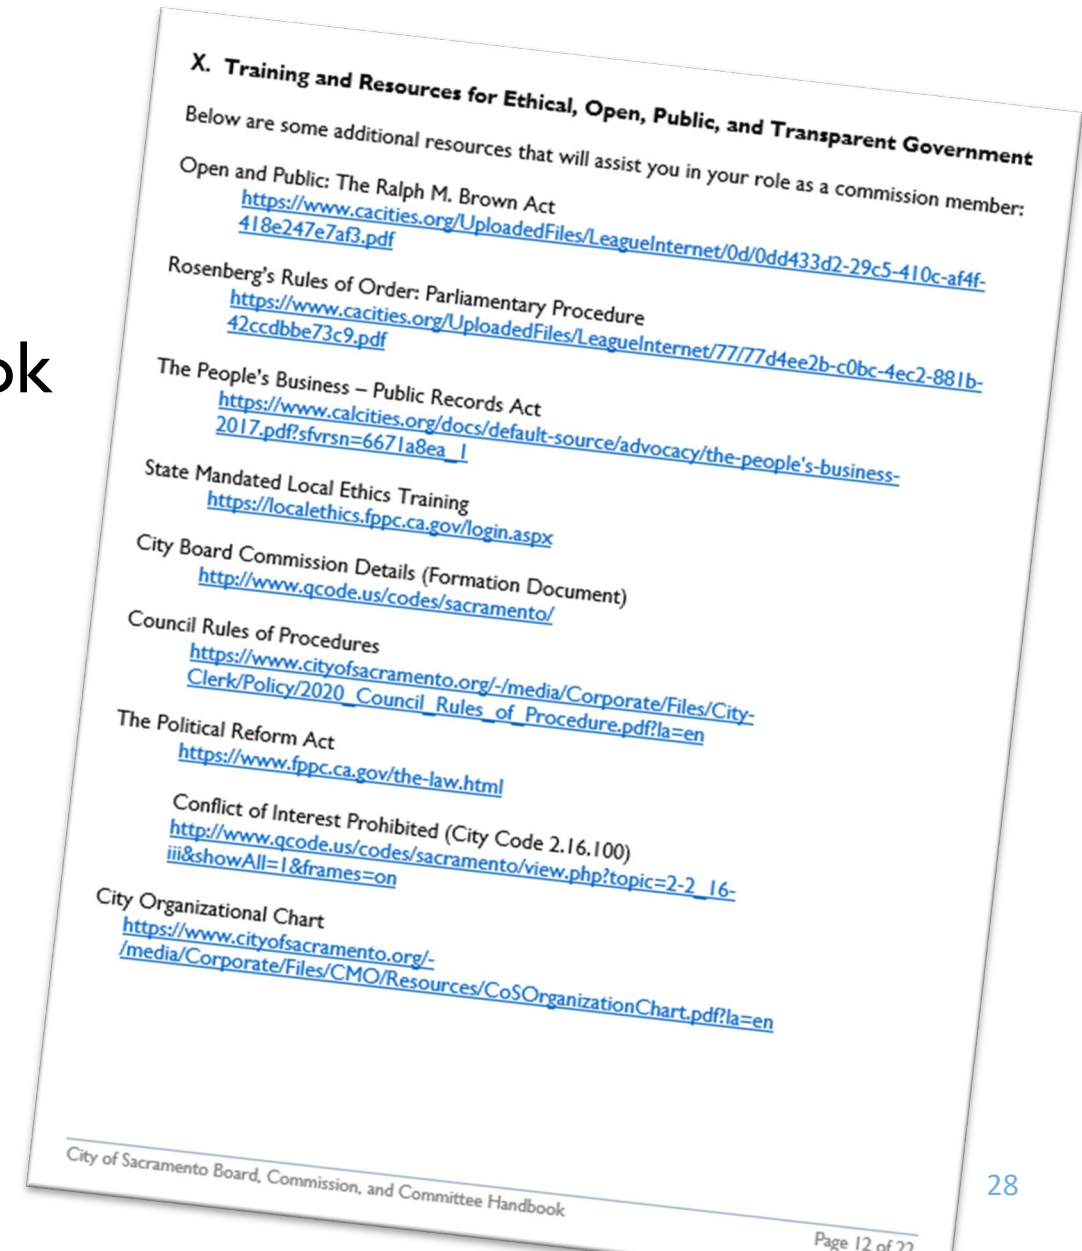 X. Training and Resources for Ethical, Open, Public, and Transparent Government
Below are some additional resources that will assist you in your role as a commission member:
Open and Public: The Ralph M. Brown Act
https://www.cacities.org/UploadedFiles/LeagueInternet/0d/0dd433d2-29c5-410c-af4f-
418e247e7af3.pdf
Rosenberg's Rules of Order: Parliamentary Procedure
https://www.cacities.org/UploadedFiles/LeagueInternet/77/77d4ee2b-c0bc-4ec2-881b-
42ccdbbe73c9.pdf
ok
The People's Business – Public Records Act
https://www.calcities.org/docs/default-source/advocacy/the-people's-business-
2017.pdf?sfvrsn=6671a8ea_1
State Mandated Local Ethics Training
https://localethics.fppc.ca.gov/login.aspx
City Board Commission Details (Formation Document)
http://www.qcode.us/codes/sacramento/
Council Rules of Procedures
https://www.cityofsacramento.org/-/media/Corporate/Files/City-
Clerk/Policy/2020_Council_Rules_of_Procedure.pdf?la=en
The Political Reform Act
https://www.fppc.ca.gov/the-law.html
Conflict of Interest Prohibited (City Code 2.16.100)
http://www.qcode.us/codes/sacramento/view.php?topic=2-2_16-
iii&showAll=1&frames=on
City Organizational Chart
https://www.cityofsacramento.org/-
/media/Corporate/Files/CMO/Resources/CoSOrganizationChart.pdf?la=en
City of Sacramento Board, Commission, and Committee Handbook
Page 12 of 22
28